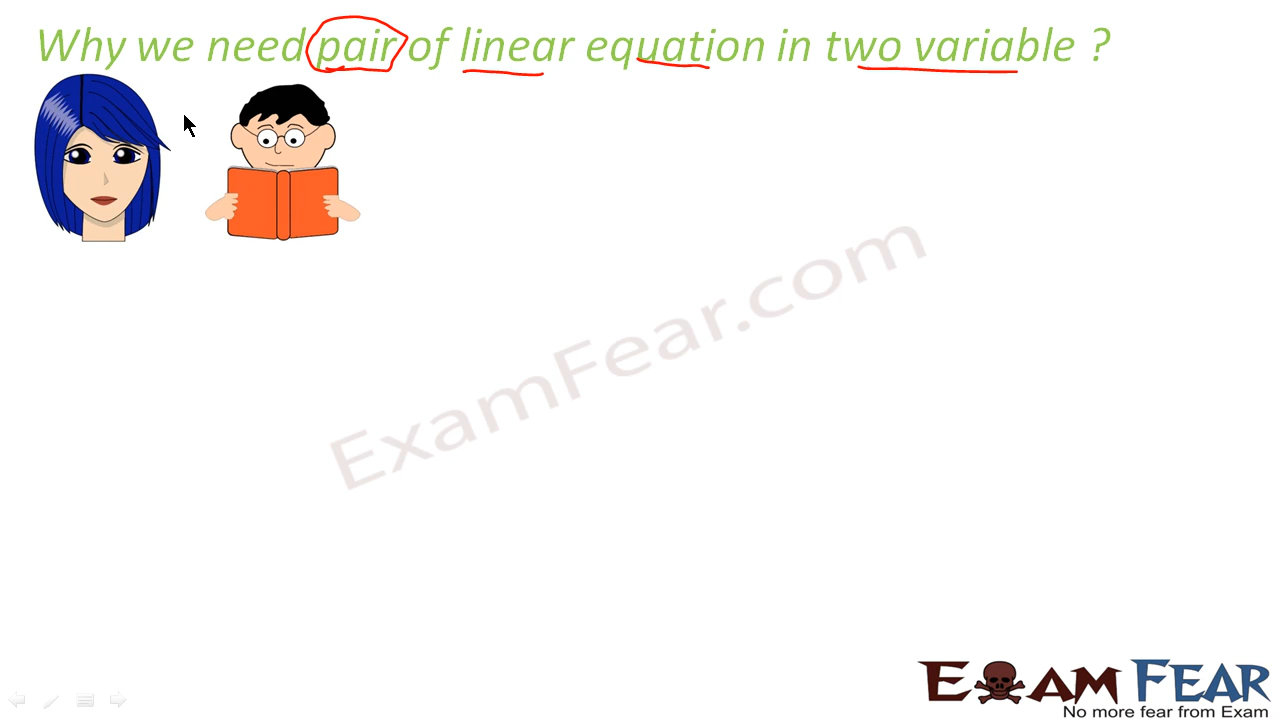 Why we need pair of linear equation in two variable ?
ExamFear.com
EXAM FEAR
No more fear from Exam